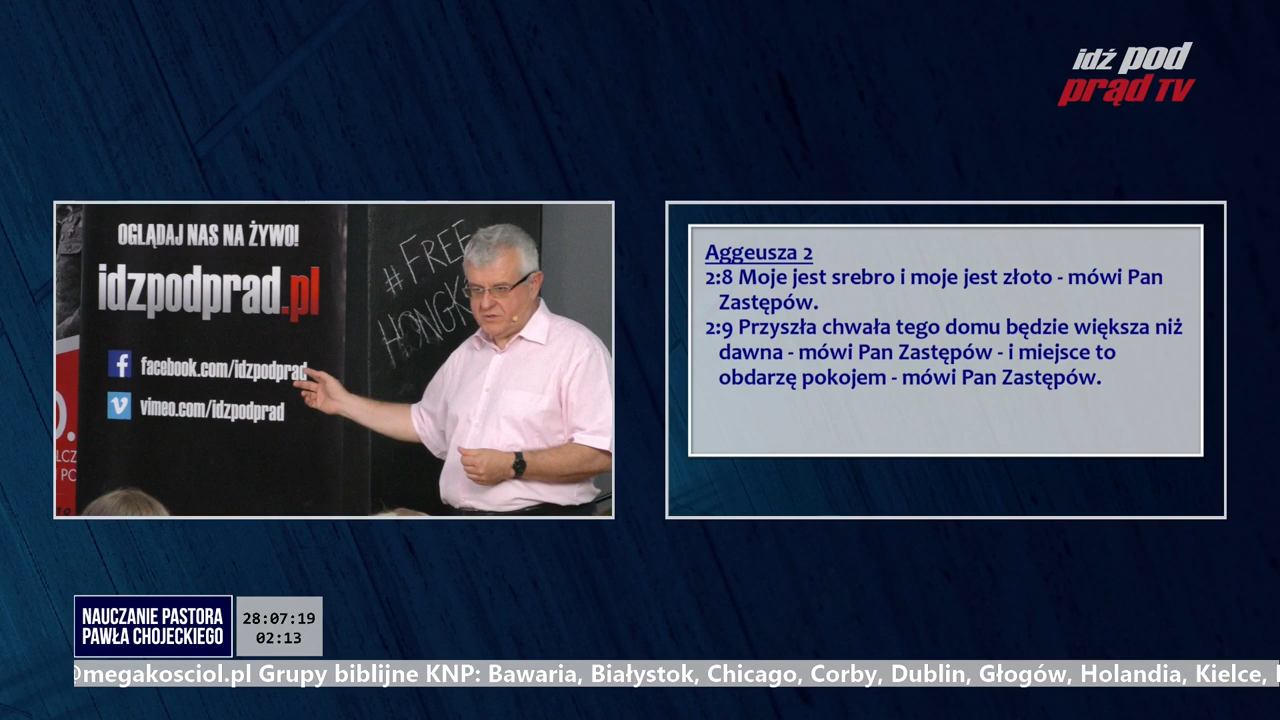 idź pod
prąd TV
OGLĄDAJ NAS NA ŻYWO!
idzpodprad.pl
facebook.com/idzpodprad
vimeo.com/idzpodprad
# FREE
HONGK
Aggeusza 2
2:8 Moje jest srebro i moje jest złoto - mówi Pan
Zastępów.
2:9 Przyszła chwała tego domu będzie większa niż
dawna - mówi Pan Zastępów - i miejsce to
obdarzę pokojem - mówi Pan Zastępów.
NAUCZANIE PASTORA
PAWŁA CHOJECKIEGO
28:07:19
02:13
@megakosciol.pl Grupy biblijne KNP: Bawaria, Białystok, Chicago, Corby, Dublin, Głogów, Holandia, Kielce,